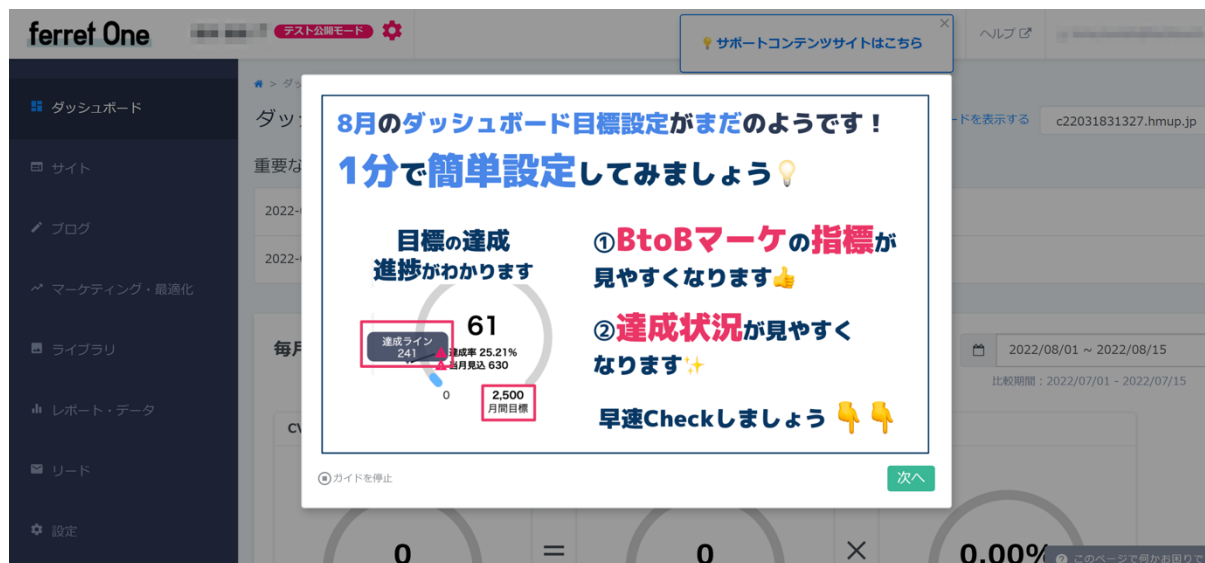 ferret One
テスト公開モード
サポートコンテンツサイトはこちら
×
ヘルプ
ダッシュボード
サイト
ブログ
マーケティング・最適化
ライブラリ
レポート・データ
リード
設定
> ダッ
ダッ
ードを表示する
c22031831327.hmup.jp
重要な
2022-
2022-
毎月
2022/08/01 ~ 2022/08/15
比較期間：2022/07/01 - 2022/07/15
CV
8月のダッシュボード目標設定がまだのようです！
1分で簡単設定してみましょう
目標の達成
進捗がわかります
61
達成ライン
241
達成率 25.21%
当月見込 630
0
2,500
月間目標
①BtoBマーケの指標が
見やすくなります
②達成状況が見やすく
なります
早速Checkしましょう
ガイドを停止
次へ
0
=
0
×
0.00%
このページで何かお困りで